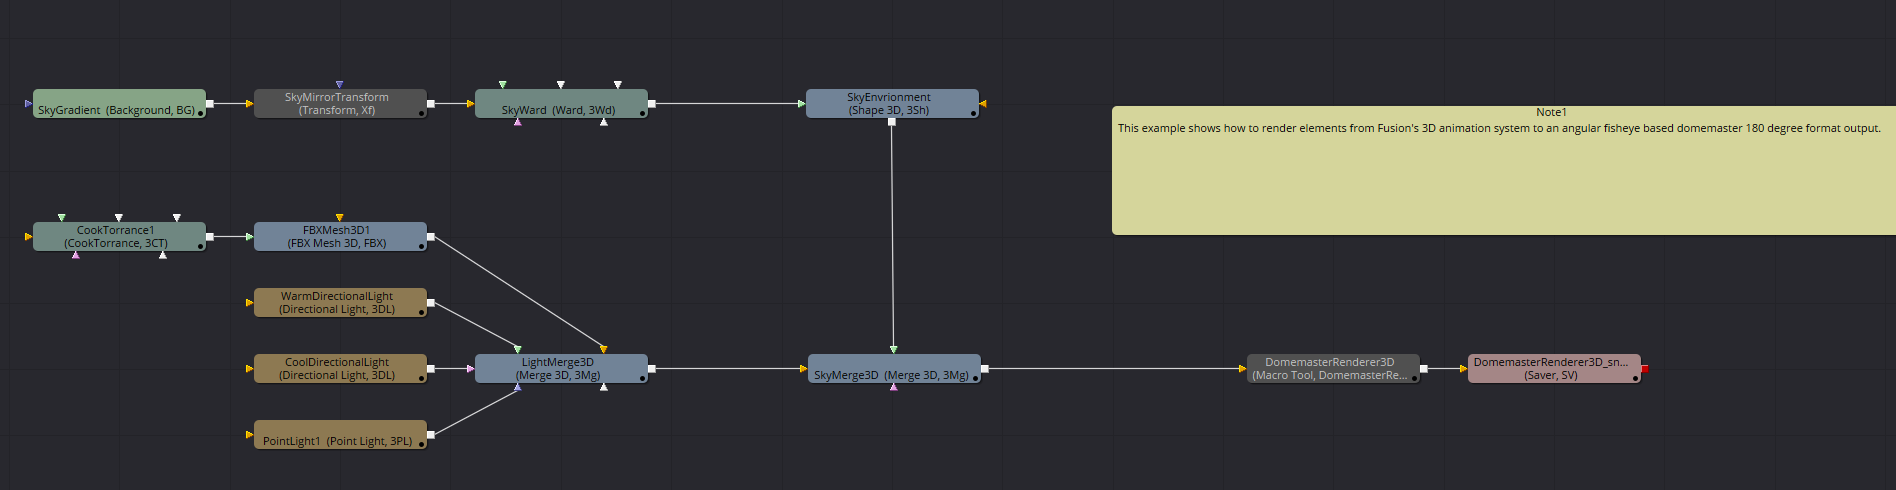 SkyGradient (Background, BG)
SkyMirrorTransform
(Transform, Xf)
SkyWard (Ward, 3Wd)
SkyEnvrionment
(Shape 3D, 3Sh)
Note1
This example shows how to render elements from Fusion's 3D animation system to an angular fisheye based domemaster 180 degree format output.
CookTorrance1
(CookTorrance, 3CT)
FBXMesh3D1
(FBX Mesh 3D, FBX)
WarmDirectionalLight
(Directional Light, 3DL)
CoolDirectionalLight
(Directional Light, 3DL)
LightMerge3D
(Merge 3D, 3Mg)
SkyMerge3D (Merge 3D, 3Mg)
DomemasterRenderer3D
(Macro Tool, DomemasterRe...
DomemasterRenderer3D_sn...
(Saver, SV)
PointLight1 (Point Light, 3PL)